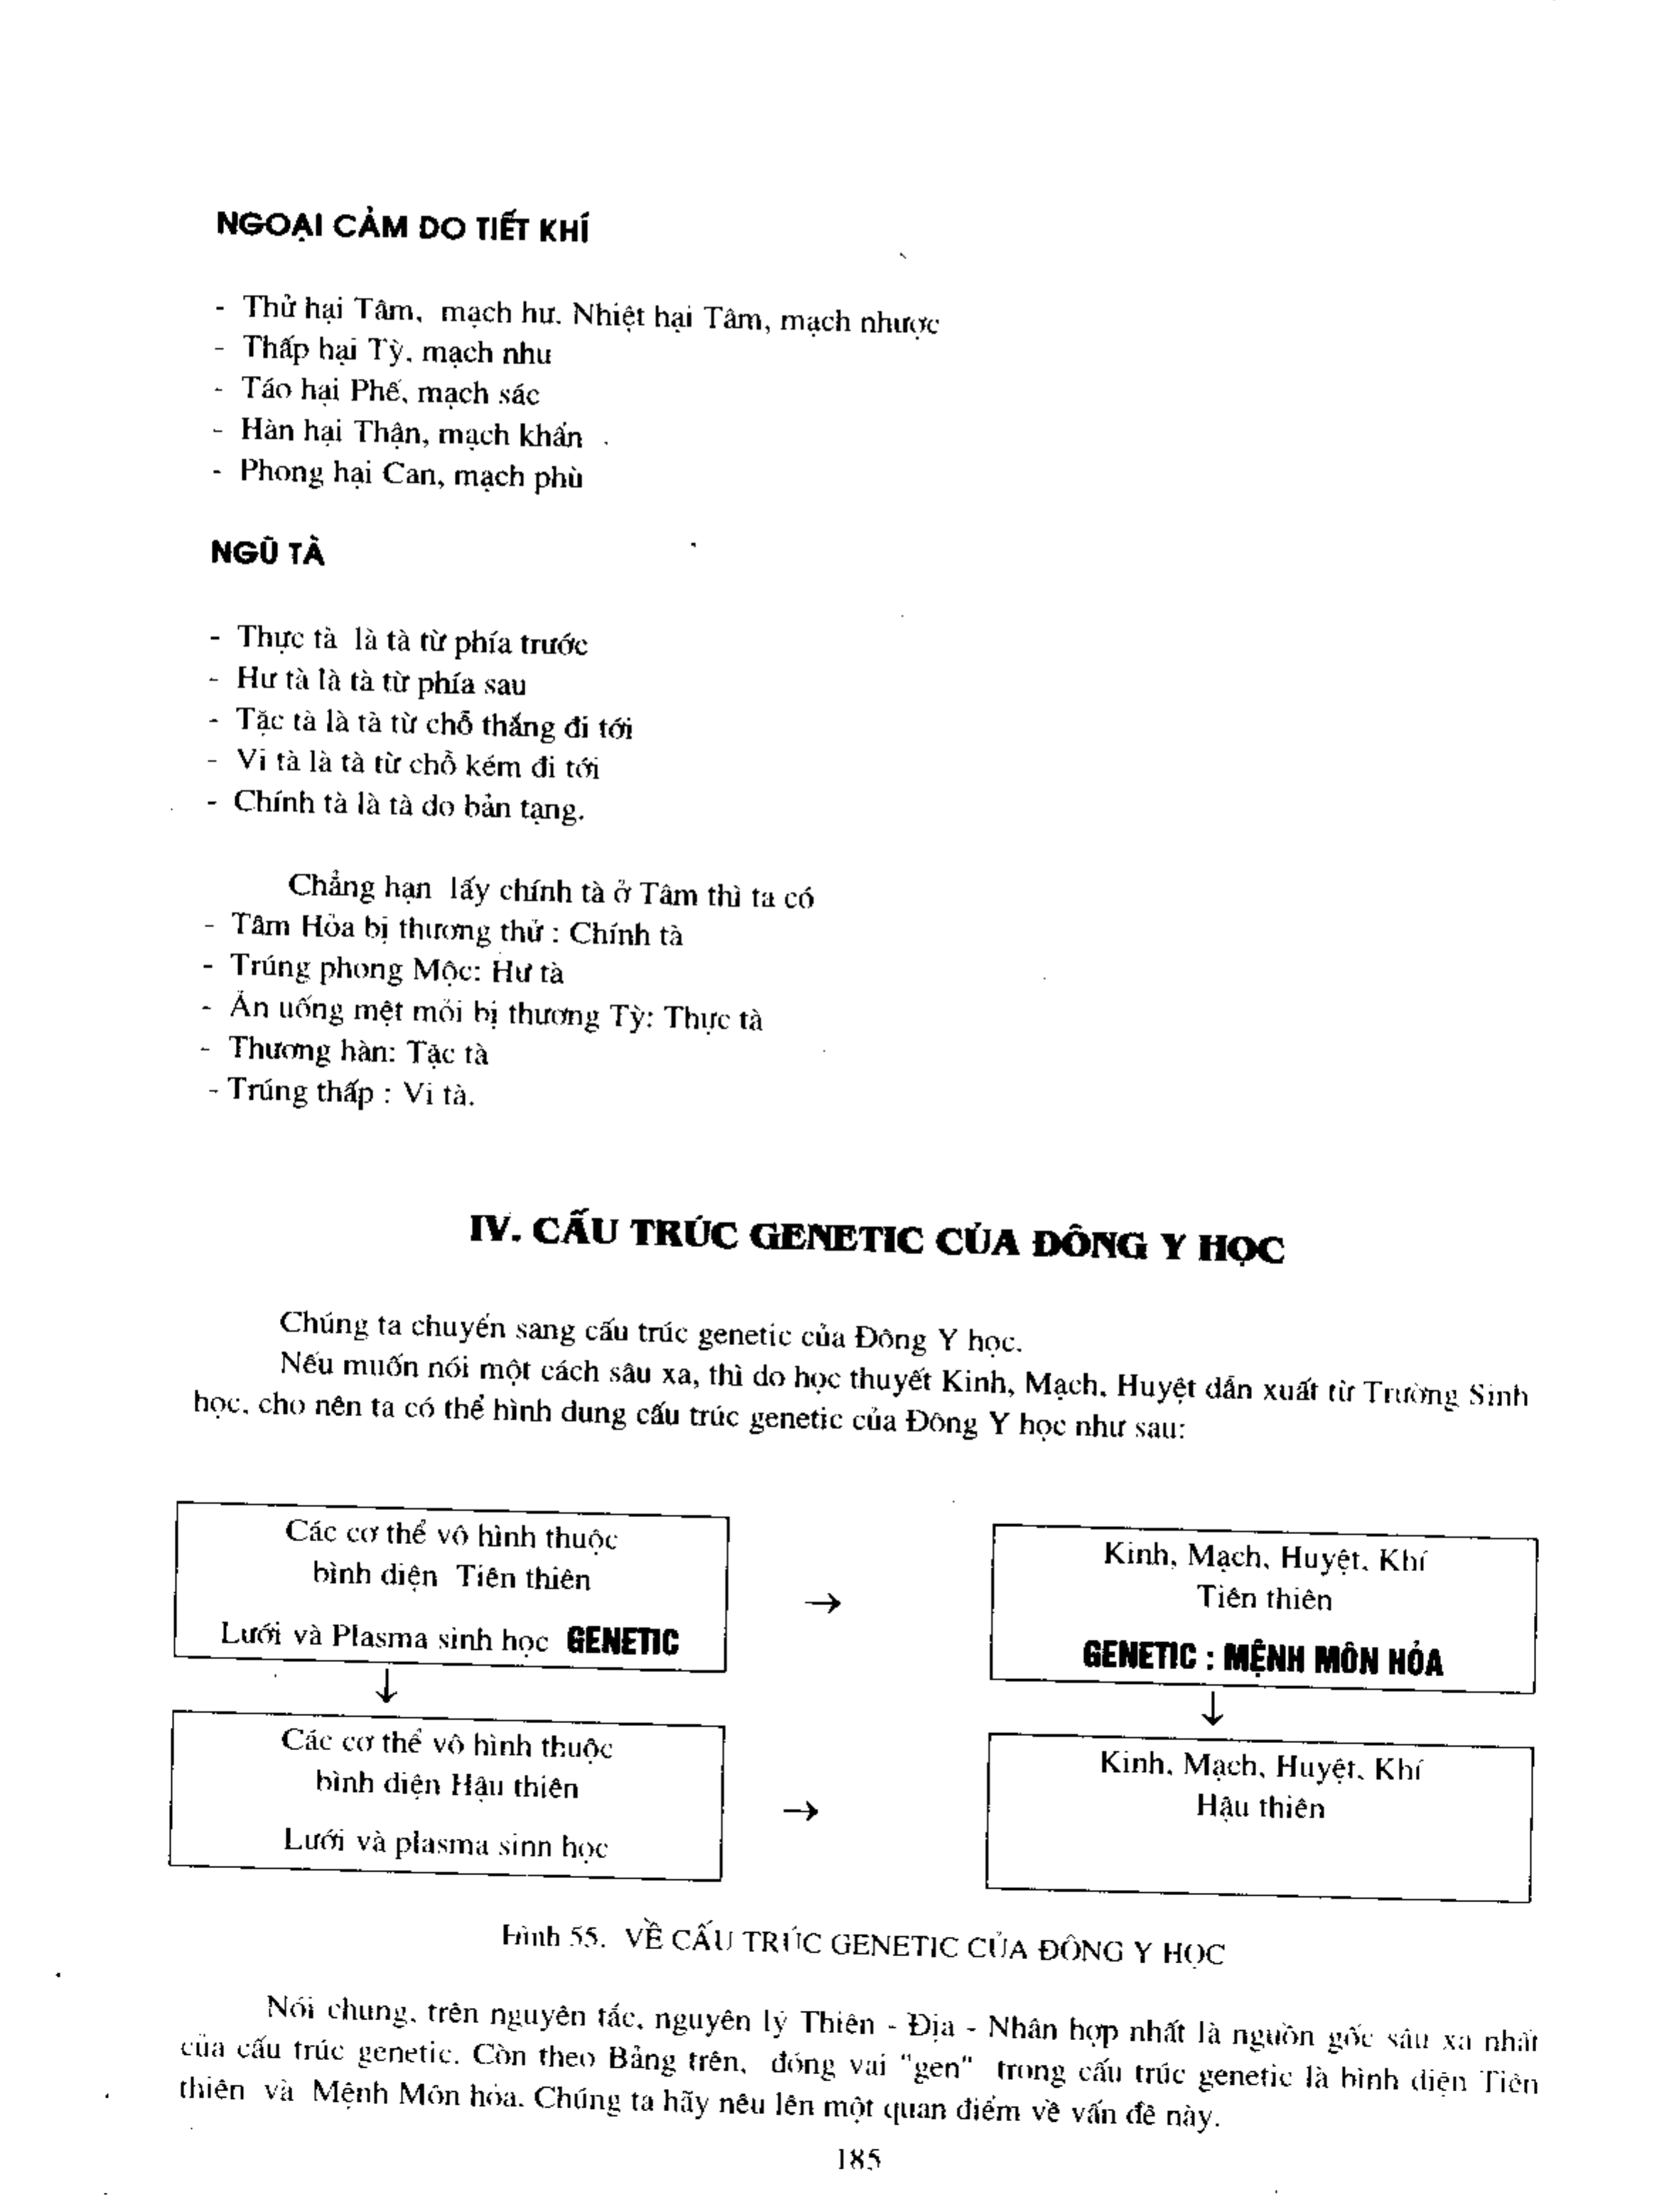 NGOẠI CẢM DO TIẾT KHÍ
- Thử hại Tâm, mạch hư. Nhiệt hại Tâm, mạch nhược
- Thấp hại Tỳ, mạch nhu
- Táo hại Phế, mạch sác
- Hàn hại Thận, mạch khẩn
- Phong hại Can, mạch phù
NGŨ TÀ
- Thực tà là tà từ phía trước
- Hư tà là tà từ phía sau
- Tặc tà là tà từ chỗ thắng đi tới
- Vi tà là tà từ chỗ kém đi tới
- Chính tà là tà do bản tạng.
Chẳng hạn lấy chính tà ở Tâm thì ta có
- Tâm Hỏa bị thương thử : Chính tà
- Trúng phong Mộc: Hư tà
- Ăn uống mệt mỏi bị thương Tỳ: Thực tà
- Thương hàn: Tặc tà
- Trúng thấp : Vi tà.
IV. CẤU TRÚC GENETIC CỦA ĐÔNG Y HỌC
Chúng ta chuyển sang cấu trúc genetic của Đông Y học.
Nếu muốn nói một cách sâu xa, thì do học thuyết Kinh, Mạch, Huyệt dẫn xuất từ Trường Sinh
học, cho nên ta có thể hình dung cấu trúc genetic của Đông Y học như sau:
Các cơ thể vô hình thuộc
bình diện Tiên thiên
Lưới và Plasma sinh học GENETIC
→
Kinh, Mạch, Huyệt, Khí
Tiên thiên
GENETIC : MỆNH MÔN HỎA
↓
↓
Các cơ thể vô hình thuộc
bình diện Hậu thiên
Lưới và plasma sinn học
→
Kinh, Mạch, Huyệt, Khí
Hậu thiên
Hình 55. VỀ CẤU TRÚC GENETIC CỦA ĐÔNG Y HỌC
Nói chung, trên nguyên tắc, nguyên lý Thiên - Địa - Nhân hợp nhất là nguồn gốc sâu xa nhất
của cấu trúc genetic. Còn theo Bảng trên, đóng vai "gen" trong cấu trúc genetic là bình diện Tiên
thiên và Mệnh Môn hỏa. Chúng ta hãy nêu lên một quan điểm về vấn đề này.
185